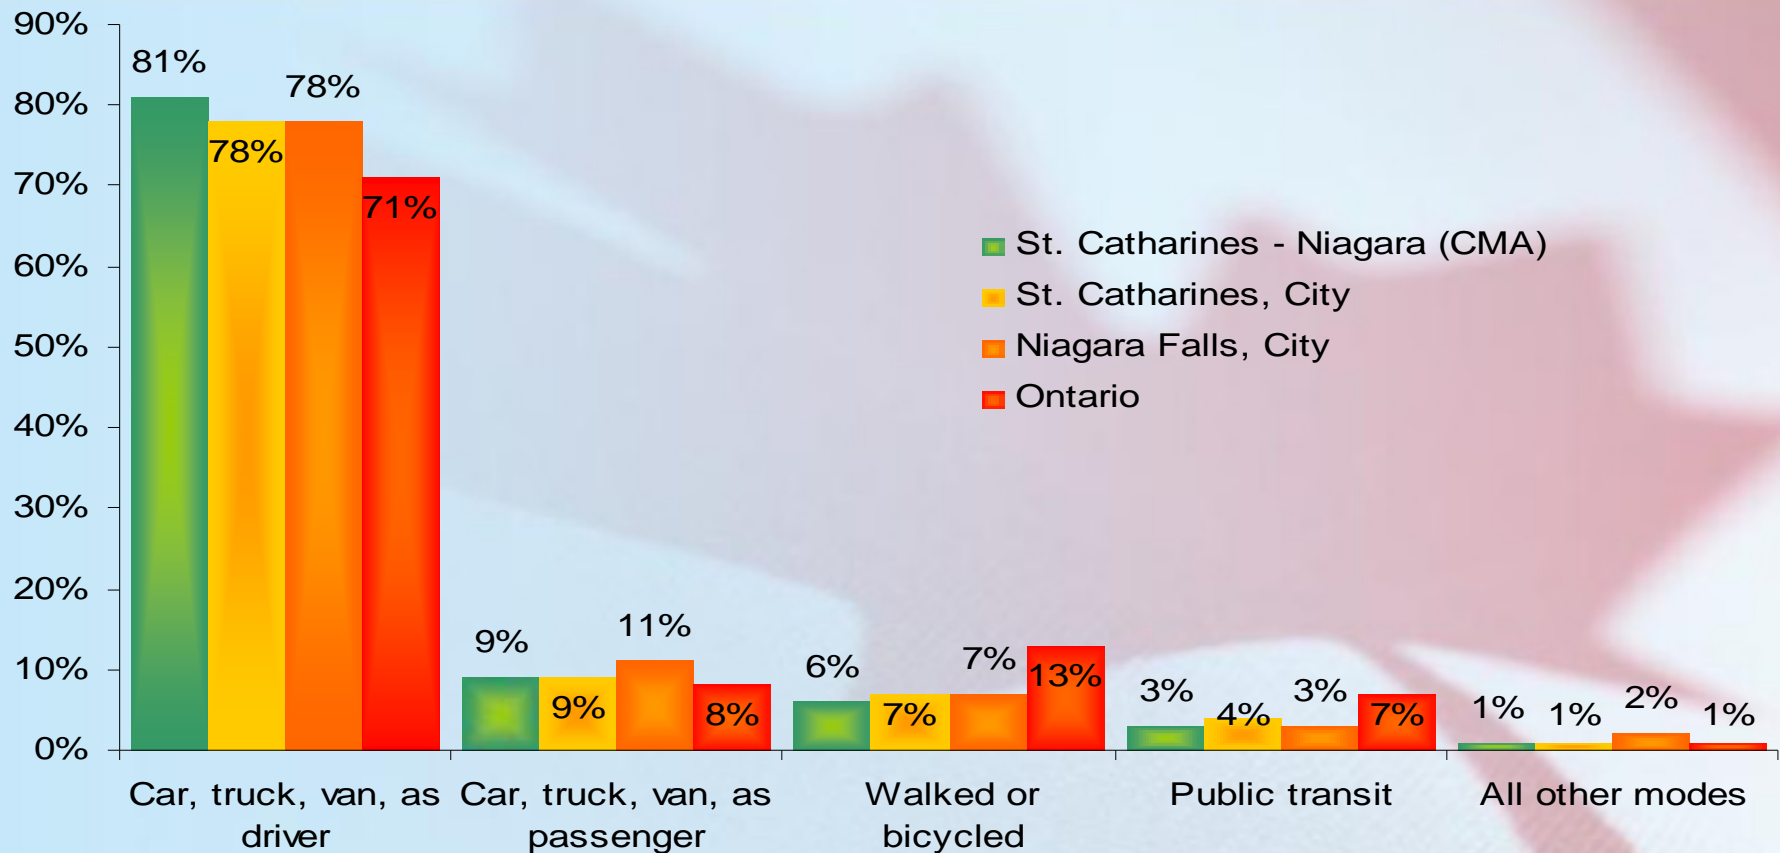 90%
80%
70%
60%
50%
40%
30%
20%
10%
0%
81%
78%
78%
71%
9%
9%
11%
8%
6%
7%
7%
13%
3%
4%
3%
7%
1%
1%
2%
1%
St. Catharines - Niagara (CMA)
St. Catharines, City
Niagara Falls, City
Ontario
Car, truck, van, as
driver
Car, truck, van, as
passenger
Walked or
bicycled
Public transit
All other modes